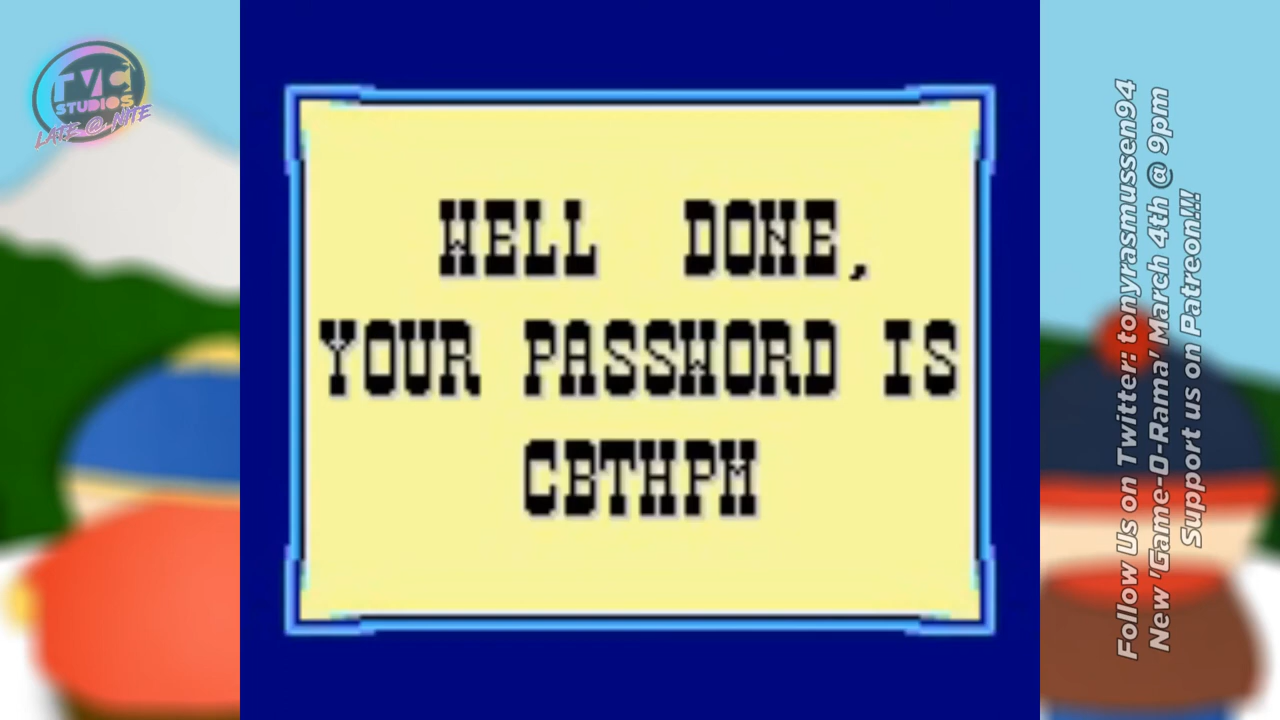 TVC
STUDIOS
LATE @ NITE
WELL DONE,
YOUR PASSWORD IS
CBTHPM
Follow Us on Twitter: tonyrasmussen94
New 'Game-O-Rama' March 4th @ 9pm
Support us on Patreon!!!